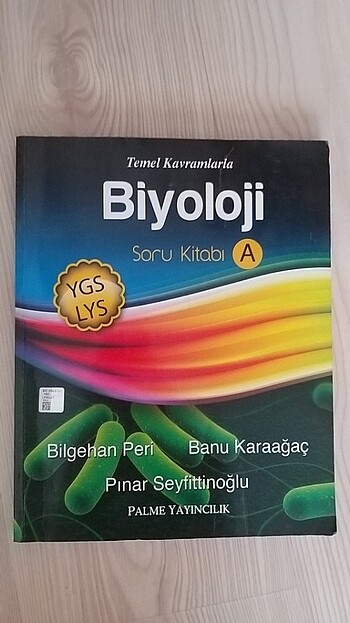 Temel Kavramlarla
Biyoloji
Soru Kitabı A
YGS
LYS
Bilgehan Peri Banu Karaağaç
Pınar Seyfittinoğlu
PALME YAYINCILIK